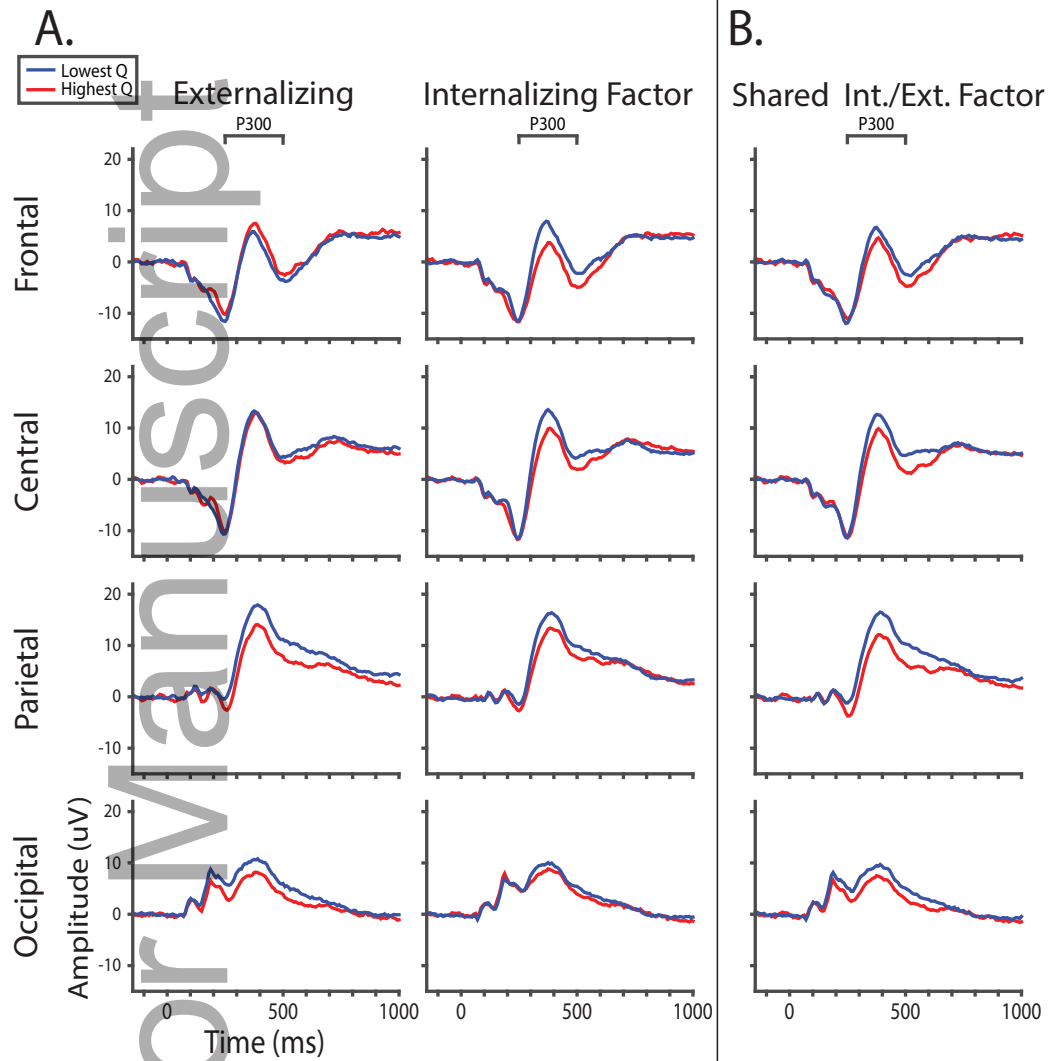 A.
B.
Lowest Q
Highest Q
Externalizing
Internalizing Factor
Shared Int./Ext. Factor
P300
P300
P300
Frontal
20
10
0
-10
Central
20
10
0
-10
Parietal
20
10
0
-10
Occipital
Amplitude (uV)
20
10
0
-10
0
500
1000
0
500
1000
0
500
1000
Time (ms)
or Manuscript